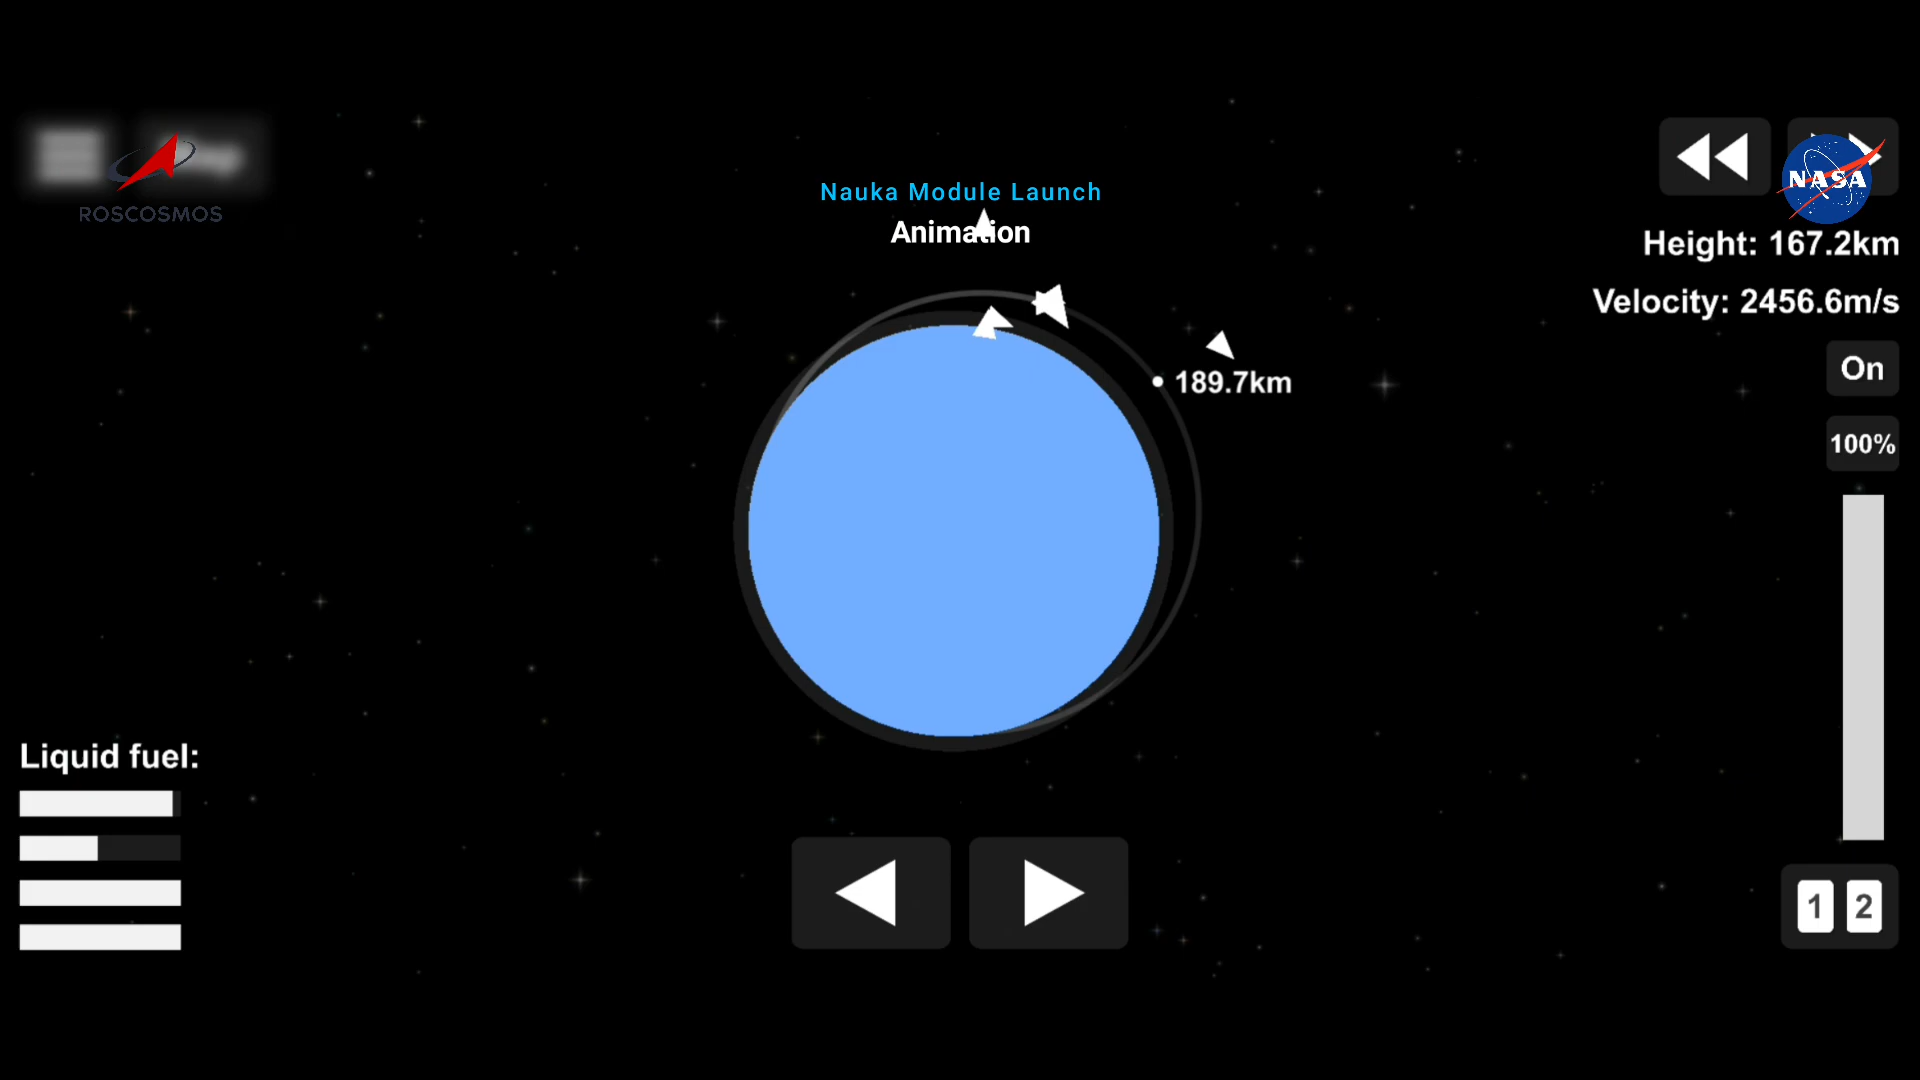 ROSCOSMOS
Nauka Module Launch
Animation
NASA
Height: 167.2km
Velocity: 2456.6m/s
On
100%
189.7km
Liquid fuel:
1 2